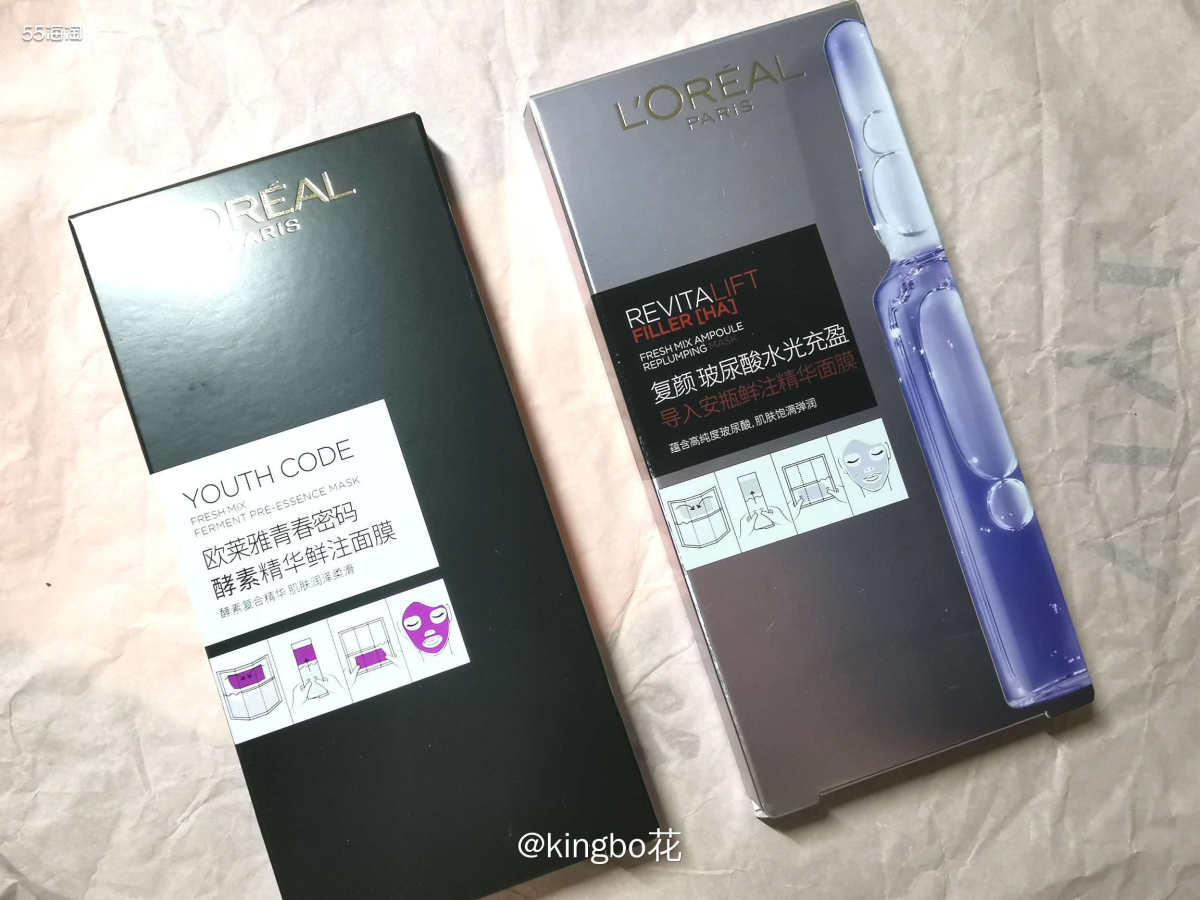 55海淘
L'ORÉAL
PARIS
YOUTH CODE
FRESH MIX
FERMENT PRE-ESSENCE MASK
欧莱雅青春密码
酵素精华鲜注面膜
酵素复合精华 肌肤润泽柔滑
L'ORÉAL
PARIS
REVITALIFT
FILLER [HA]
FRESH MIX AMPOULE
REPLUMPING MASK
复颜 玻尿酸水光充盈
导入安瓶鲜注精华面膜
蕴含高纯度玻尿酸,肌肤饱满弹润
@kingbo花